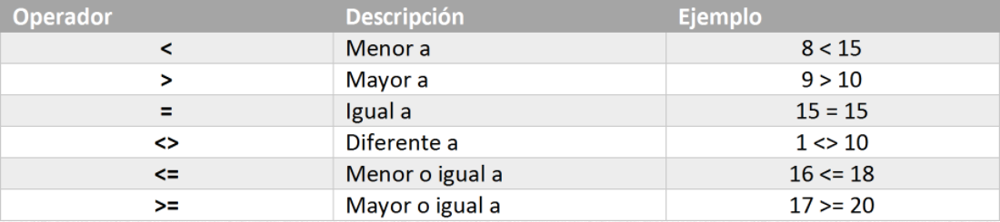 Operador Descripción Ejemplo
< Menor a 8 < 15
> Mayor a 9 > 10
= Igual a 15 = 15
<> Diferente a 1 <> 10
<= Menor o igual a 16 <= 18
>= Mayor o igual a 17 >= 20